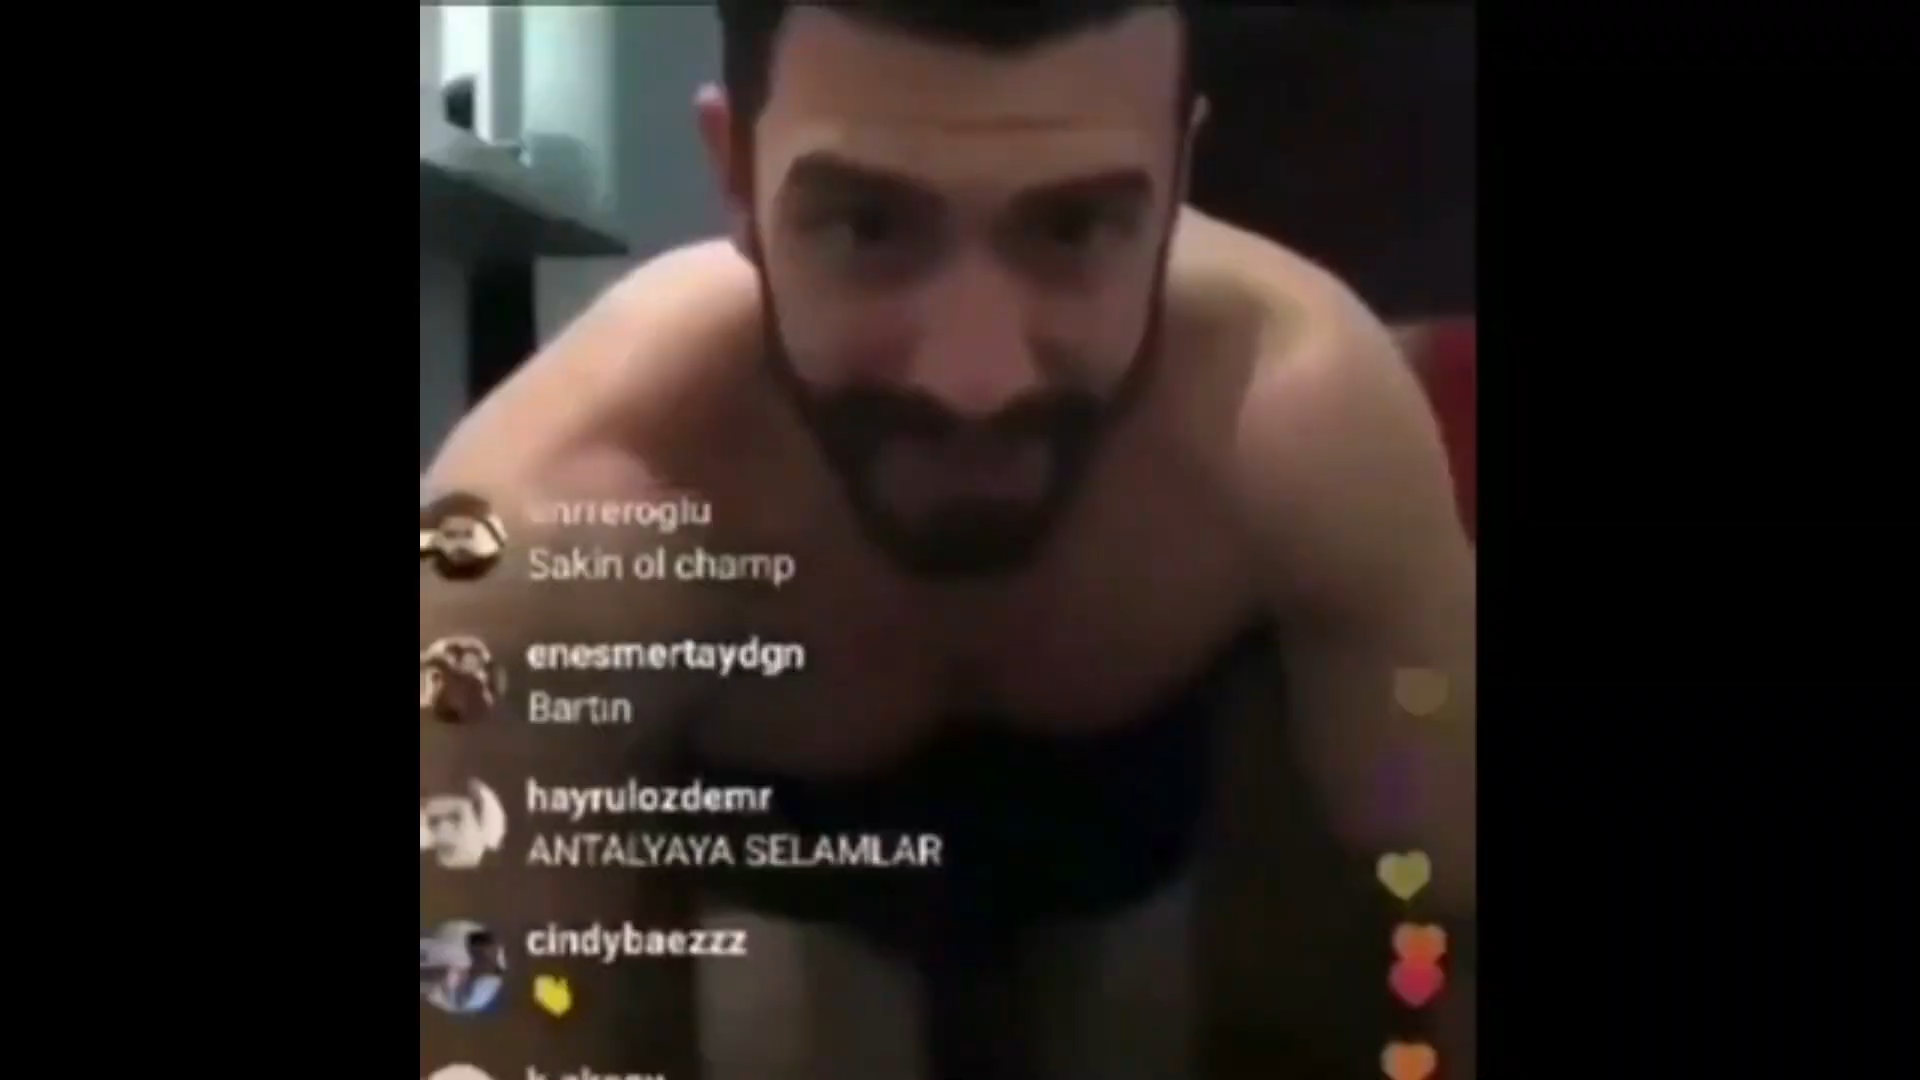 Sakin ol champ
enesmertaydgn
Bartın
hayrulozdemr
ANTALYAYA SELAMLAR
cindybaezzz